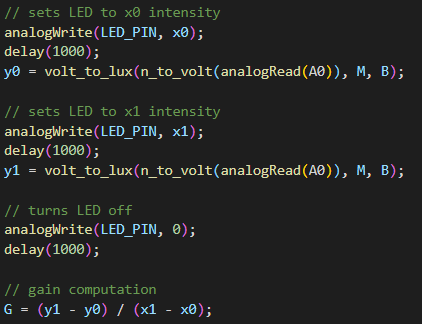 // sets LED to x0 intensity
analogWrite(LED_PIN, x0);
delay(1000);
y0 = volt_to_lux(n_to_volt(analogRead(A0)), M, B);
// sets LED to x1 intensity
analogWrite(LED_PIN, x1);
delay(1000);
y1 = volt_to_lux(n_to_volt(analogRead(A0)), M, B);
// turns LED off
analogWrite(LED_PIN, 0);
delay(1000);
// gain computation
G = (y1 - y0) / (x1 - x0);